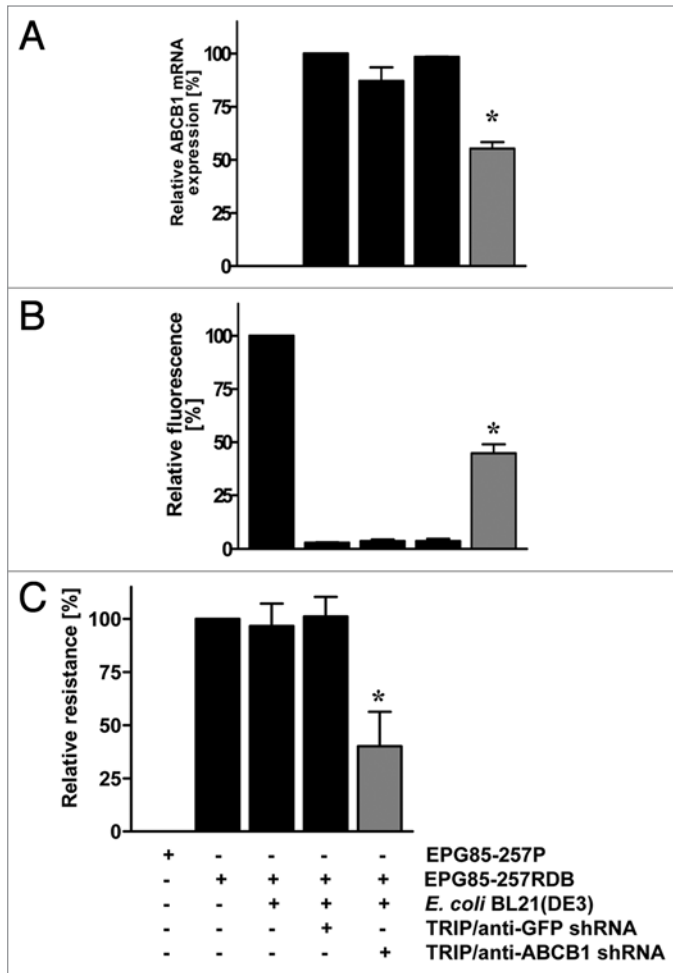 A
Relative ABCB1 mRNA
expression [%]
100
75
50
25
0
*
B
Relative fluorescence
[%]
100
75
50
25
0
*
C
Relative resistance [%]
100
75
50
25
0
*
+ - - - - EPG85-257P
- + + + + EPG85-257RDB
- - + + + E. coli BL21(DE3)
- - - + - TRIP/anti-GFP shRNA
- - - - + TRIP/anti-ABCB1 shRNA